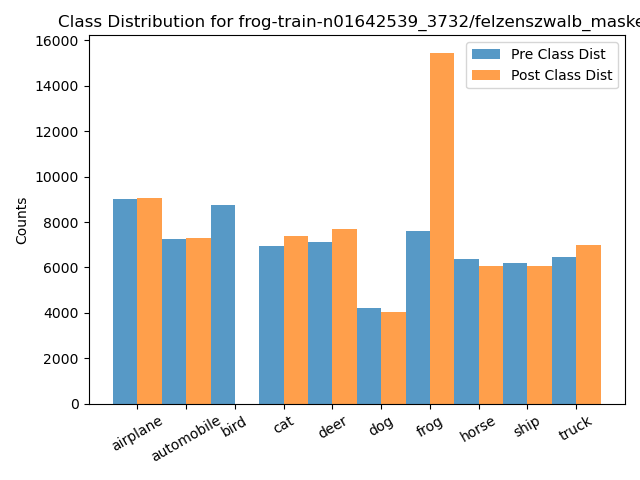 Class Distribution for frog-train-n01642539_3732/felzenszwalb_maske
Pre Class Dist
Post Class Dist
Counts
16000
14000
12000
10000
8000
6000
4000
2000
0
airplane
automobile
bird
cat
deer
dog
frog
horse
ship
truck